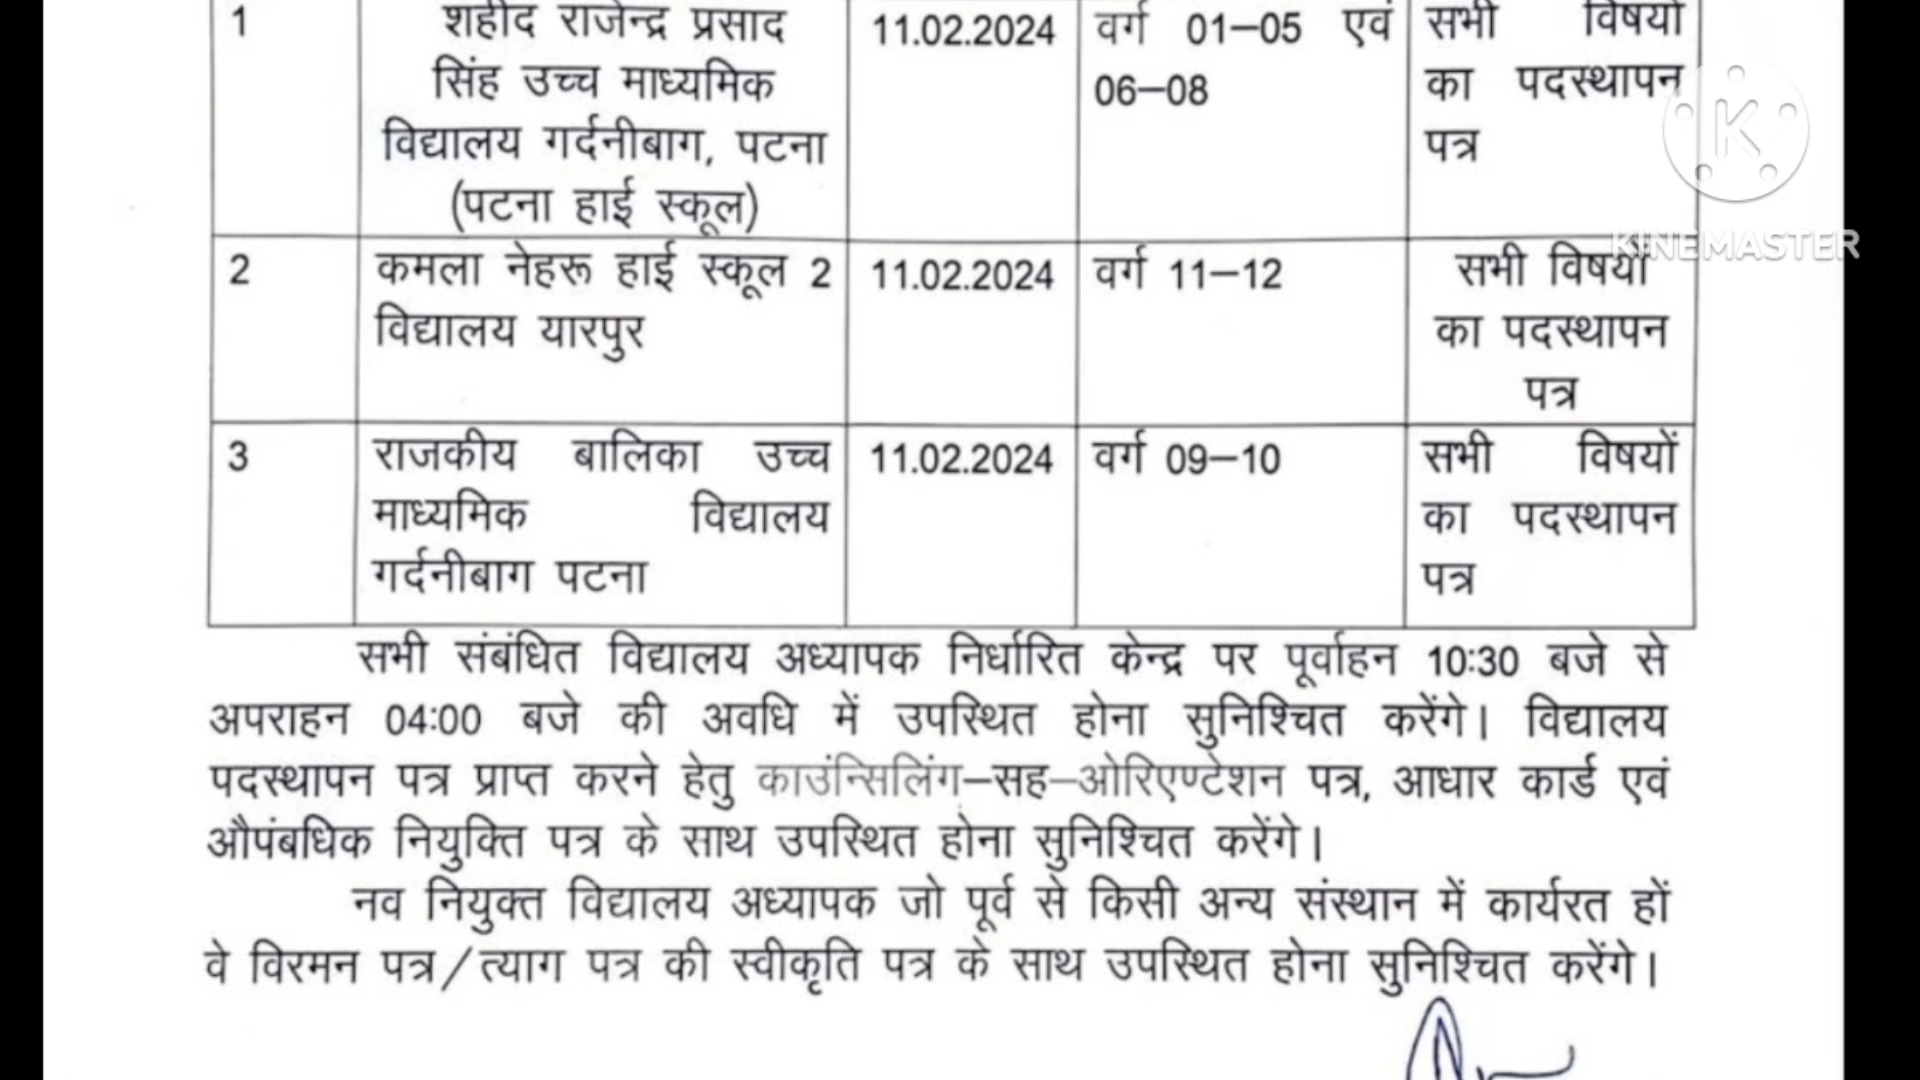 1 शहीद राजेन्द्र प्रसाद 11.02.2024 वर्ग 01–05 एवं सभी विषयों
सिंह उच्च माध्यमिक 06–08 का पदस्थापन
विद्यालय गर्दनीबाग, पटना पत्र
(पटना हाई स्कूल)
K
KINEMASTER
2 कमला नेहरू हाई स्कूल 2 11.02.2024 वर्ग 11–12 सभी विषयों
विद्यालय यारपुर का पदस्थापन
पत्र
3 राजकीय बालिका उच्च 11.02.2024 वर्ग 09–10 सभी विषयों
माध्यमिक विद्यालय का पदस्थापन
गर्दनीबाग पटना पत्र
सभी संबंधित विद्यालय अध्यापक निर्धारित केन्द्र पर पूर्वाहन 10:30 बजे से
अपराहन 04:00 बजे की अवधि में उपस्थित होना सुनिश्चित करेंगे। विद्यालय
पदस्थापन पत्र प्राप्त करने हेतु काउंन्सिलिंग–सह–ओरिएण्टेशन पत्र, आधार कार्ड एवं
औपंबधिक नियुक्ति पत्र के साथ उपस्थित होना सुनिश्चित करेंगे।
नव नियुक्त विद्यालय अध्यापक जो पूर्व से किसी अन्य संस्थान में कार्यरत हों
वे विरमन पत्र/त्याग पत्र की स्वीकृति पत्र के साथ उपस्थित होना सुनिश्चित करेंगे।